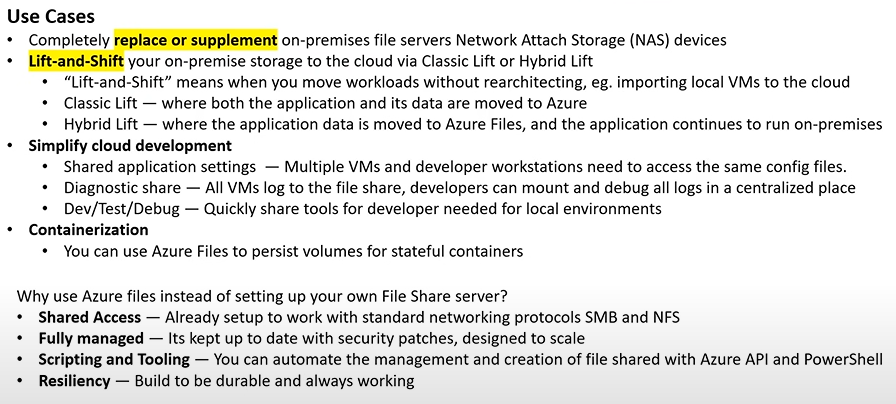 Use Cases
• Completely replace or supplement on-premises file servers Network Attach Storage (NAS) devices
• Lift-and-Shift your on-premise storage to the cloud via Classic Lift or Hybrid Lift
• “Lift-and-Shift” means when you move workloads without rearchitecting, eg. importing local VMs to the cloud
• Classic Lift — where both the application and its data are moved to Azure
• Hybrid Lift — where the application data is moved to Azure Files, and the application continues to run on-premises
• Simplify cloud development
• Shared application settings — Multiple VMs and developer workstations need to access the same config files.
• Diagnostic share — All VMs log to the file share, developers can mount and debug all logs in a centralized place
• Dev/Test/Debug — Quickly share tools for developer needed for local environments
• Containerization
• You can use Azure Files to persist volumes for stateful containers
Why use Azure files instead of setting up your own File Share server?
• Shared Access — Already setup to work with standard networking protocols SMB and NFS
• Fully managed — Its kept up to date with security patches, designed to scale
• Scripting and Tooling — You can automate the management and creation of file shared with Azure API and PowerShell
• Resiliency — Build to be durable and always working